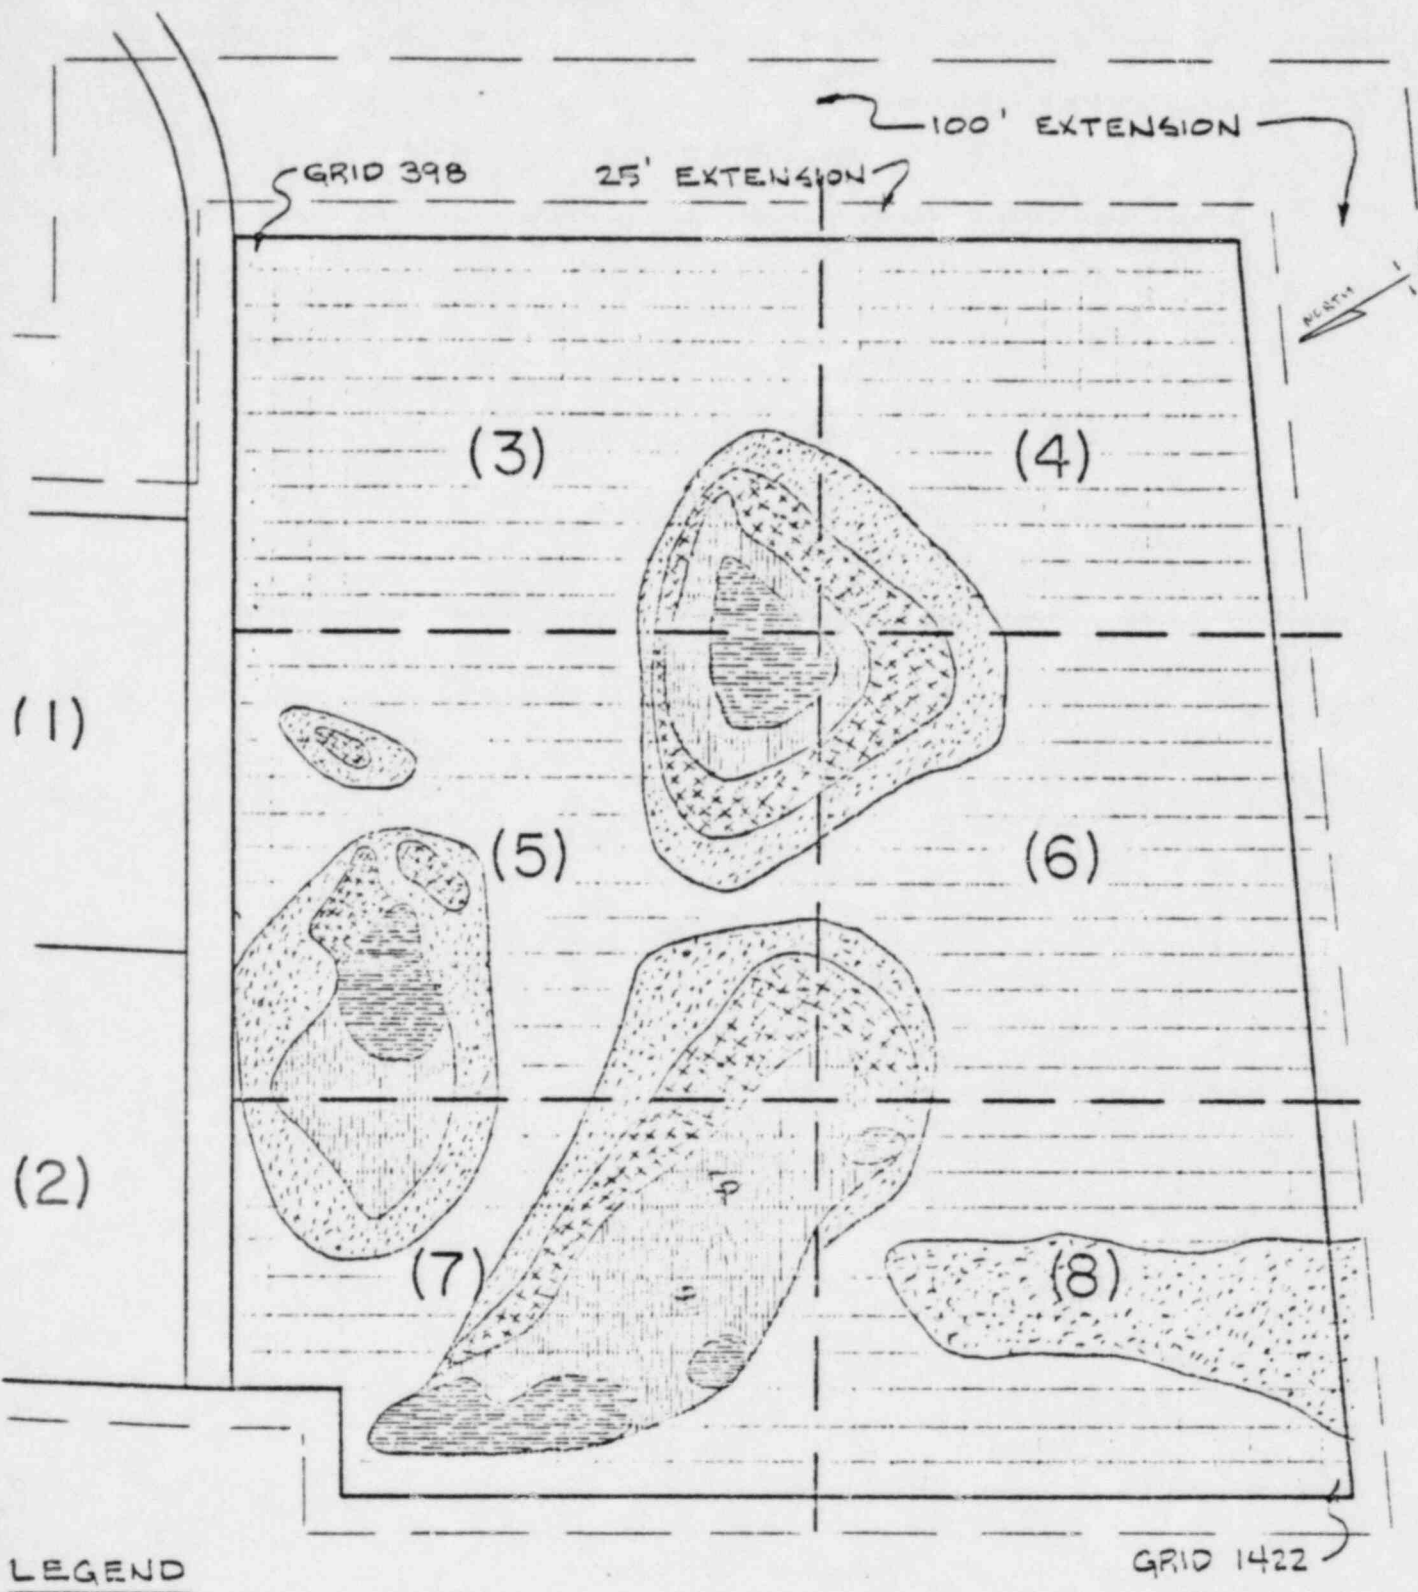 100' EXTENSION
GRID 398
25' EXTENSION
NORTH
(3)
(4)
(1)
(5)
(6)
(2)
(7)
(8)
GRID 1422
LEGEND